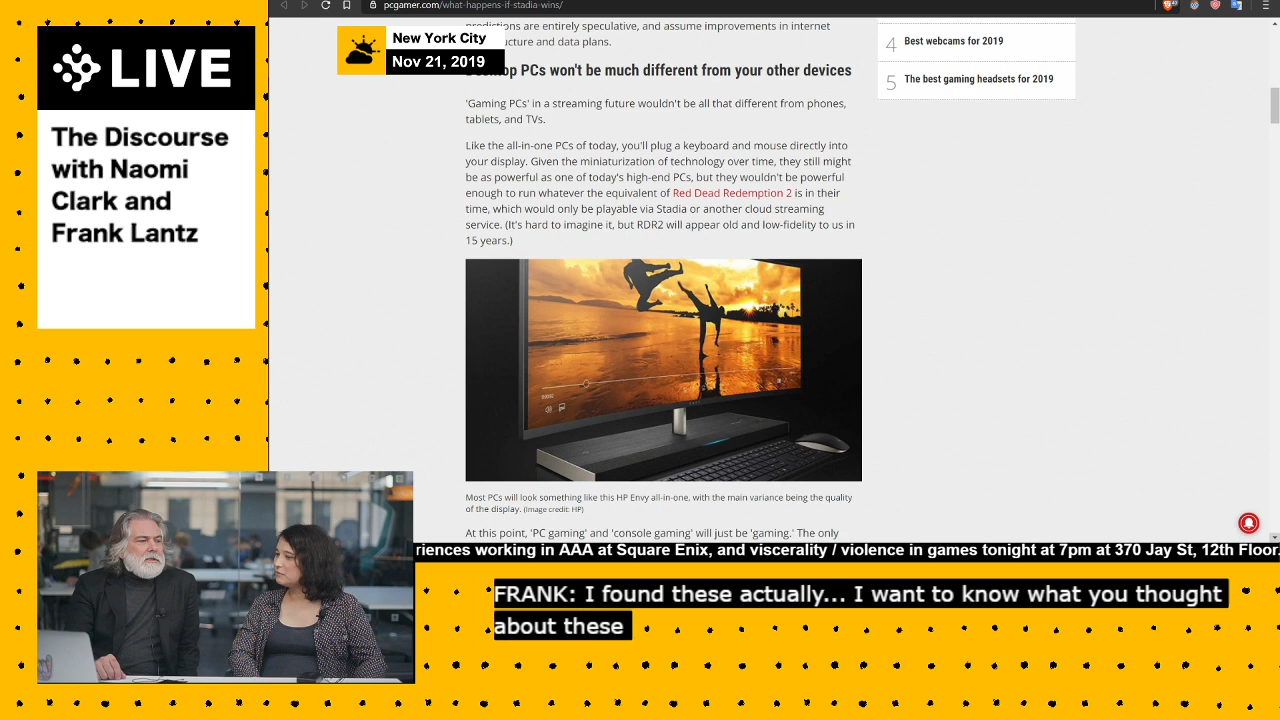 pcgamer.com/what-happens-if-stadia-wins/
LIVE
The Discourse
with Naomi
Clark and
Frank Lantz
New York City
Nov 21, 2019
predictions are entirely speculative, and assume improvements in internet
ucture and data plans.
op PCs won't be much different from your other devices
'Gaming PCs' in a streaming future wouldn't be all that different from phones,
tablets, and TVs.
Like the all-in-one PCs of today, you'll plug a keyboard and mouse directly into
your display. Given the miniaturization of technology over time, they still might
be as powerful as one of today's high-end PCs, but they wouldn't be powerful
enough to run whatever the equivalent of Red Dead Redemption 2 is in their
time, which would only be playable via Stadia or another cloud streaming
service. (It's hard to imagine it, but RDR2 will appear old and low-fidelity to us in
15 years.)
Most PCs will look something like this HP Envy all-in-one, with the main variance being the quality
of the display. (Image credit: HP)
At this point, 'PC gaming' and 'console gaming' will just be 'gaming.' The only
4 Best webcams for 2019
5 The best gaming headsets for 2019
riences working in AAA at Square Enix, and viscerality / violence in games tonight at 7pm at 370 Jay St, 12th Floor.
FRANK: I found these actually... I want to know what you thought
about these